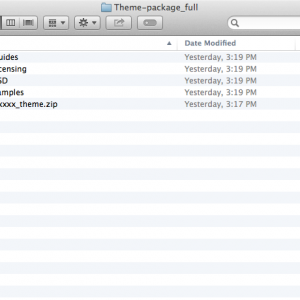 Theme-package_full
Date Modified
uides Yesterday, 3:19 PM
censing Yesterday, 3:19 PM
SD Yesterday, 3:19 PM
amples Yesterday, 3:19 PM
xxxx_theme.zip Yesterday, 3:17 PM